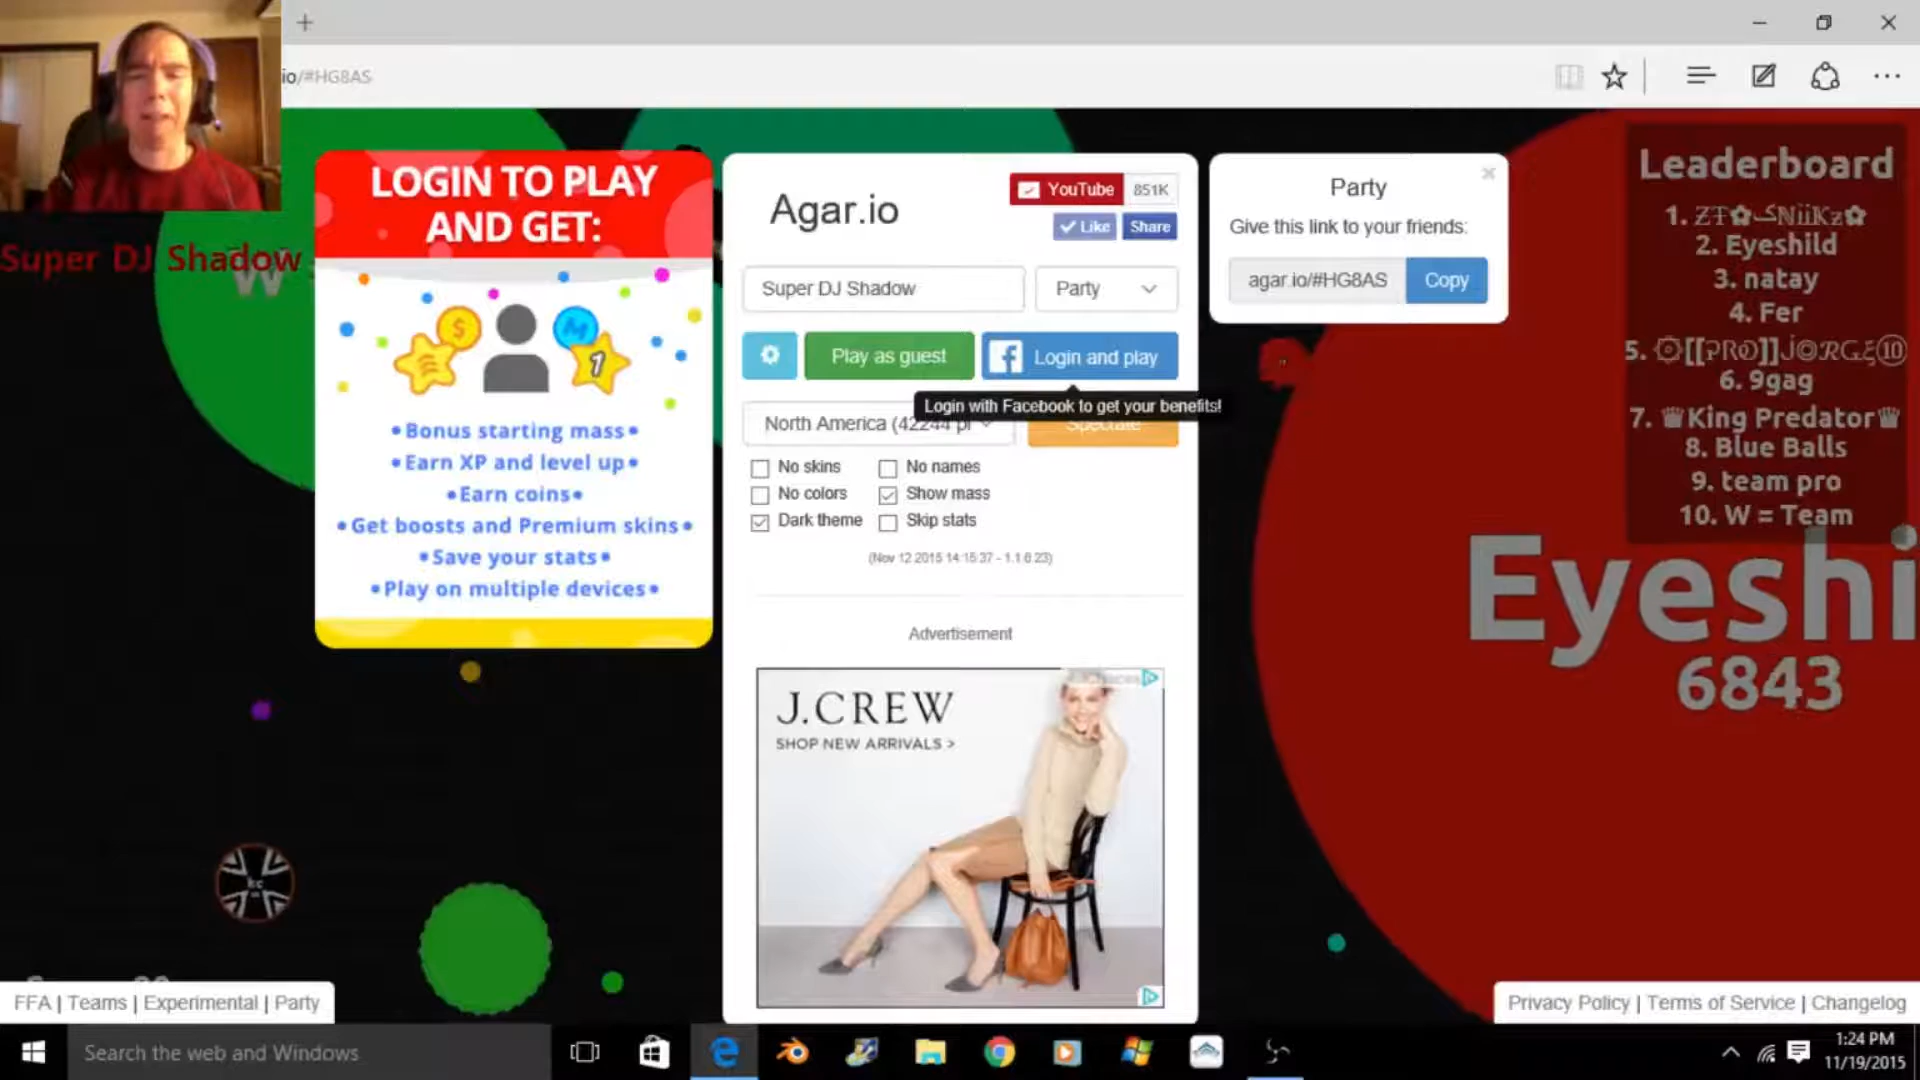 io/#HG8AS
Super DJ Shadow
W
LOGIN TO PLAY
AND GET:
$
1
•Bonus starting mass•
•Earn XP and level up•
•Earn coins•
•Get boosts and Premium skins•
•Save your stats•
•Play on multiple devices•
Agar.io
YouTube 851K
Like Share
Super DJ Shadow
Party
Play as guest
f Login and play
Login with Facebook to get your benefits!
North America (42244 pl
Spectate
No skins No names
No colors Show mass
Dark theme Skip stats
(Nov 12 2015 14:15:37 - 1.1.6.23)
Advertisement
J.CREW
SHOP NEW ARRIVALS >
Party
Give this link to your friends:
agar.io/#HG8AS Copy
Leaderboard
2. Eyeshild
3. natay
4. Fer
6. 9gag
7. ♛King Predator♛
8. Blue Balls
9. team pro
10. W = Team
Eyeshi
6843
kc
FFA | Teams | Experimental | Party
Privacy Policy | Terms of Service | Changelog
Search the web and Windows
1:24 PM
11/19/2015